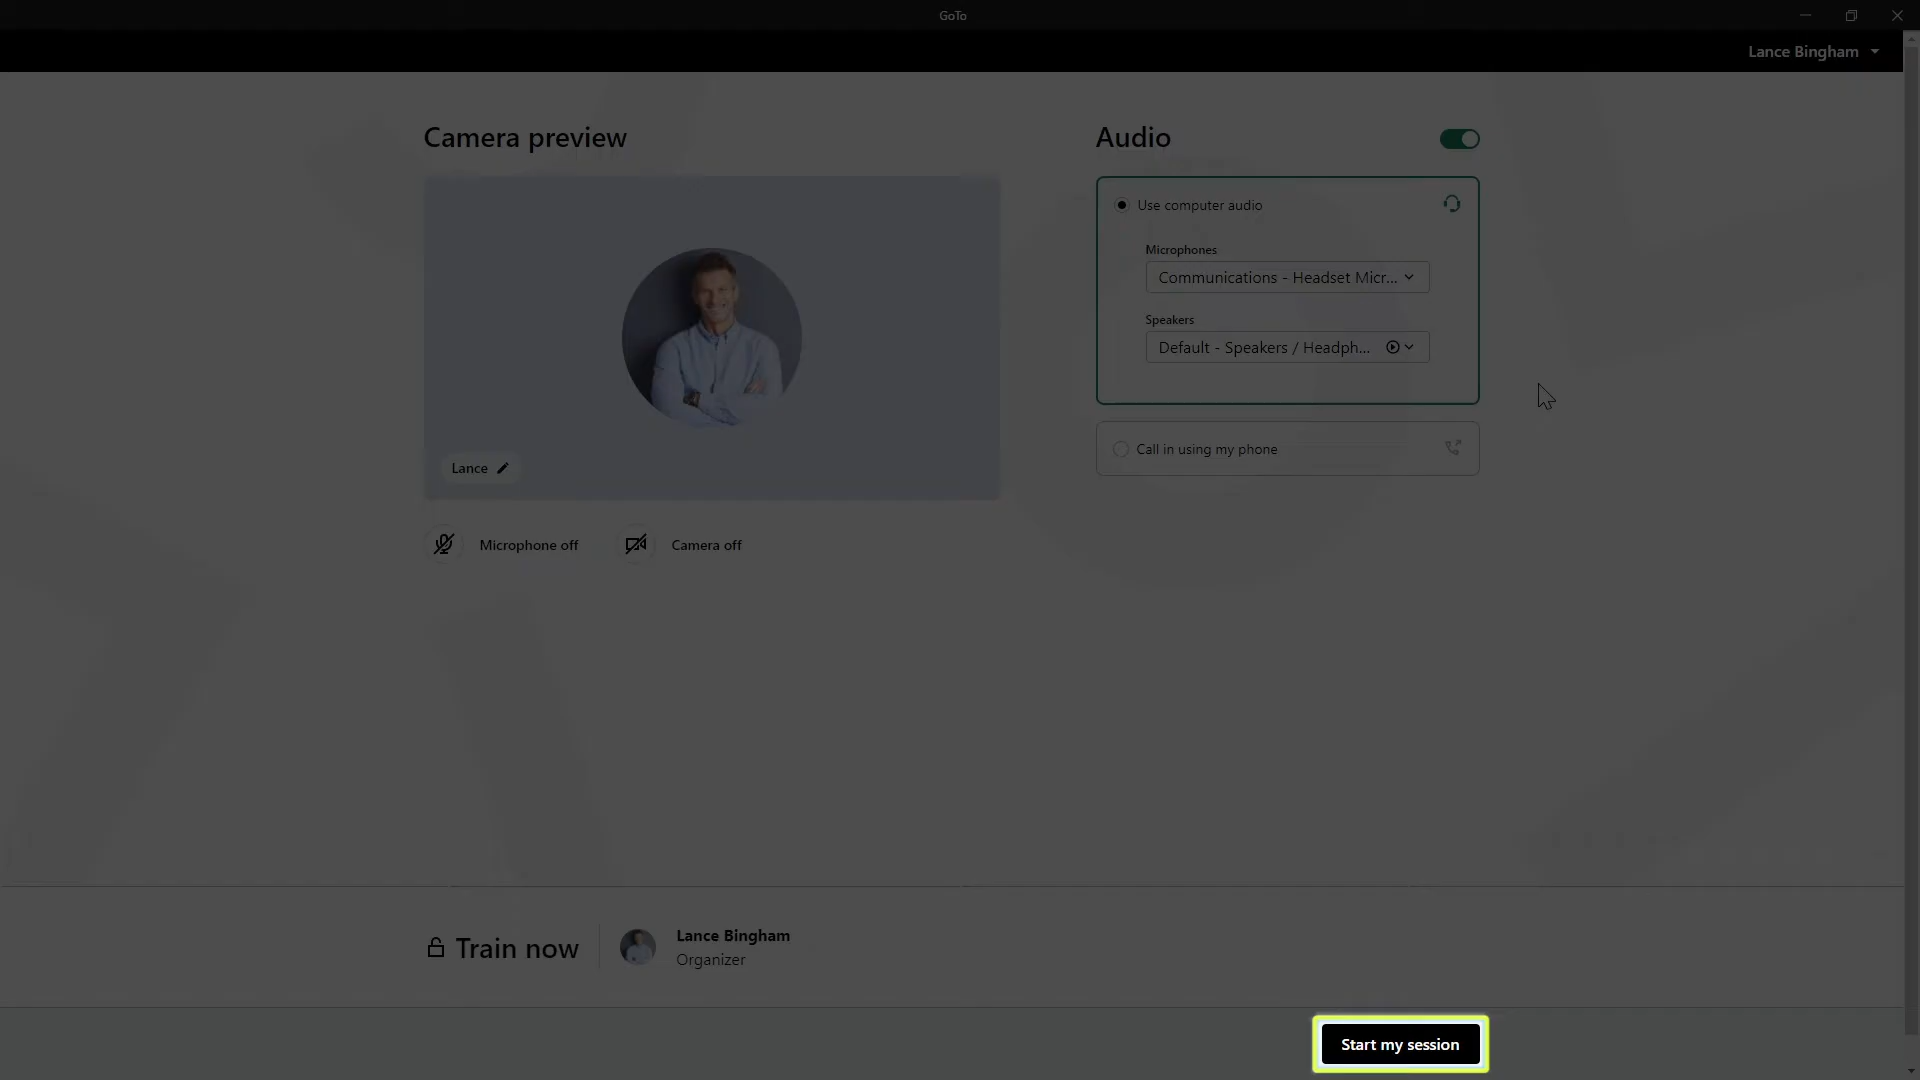 GoTo
Lance Bingham
Camera preview
Lance
Microphone off
Camera off
Audio
Use computer audio
Microphones
Communications - Headset Micr...
Speakers
Default - Speakers / Headph...
Call in using my phone
Train now
Lance Bingham
Organizer
Start my session